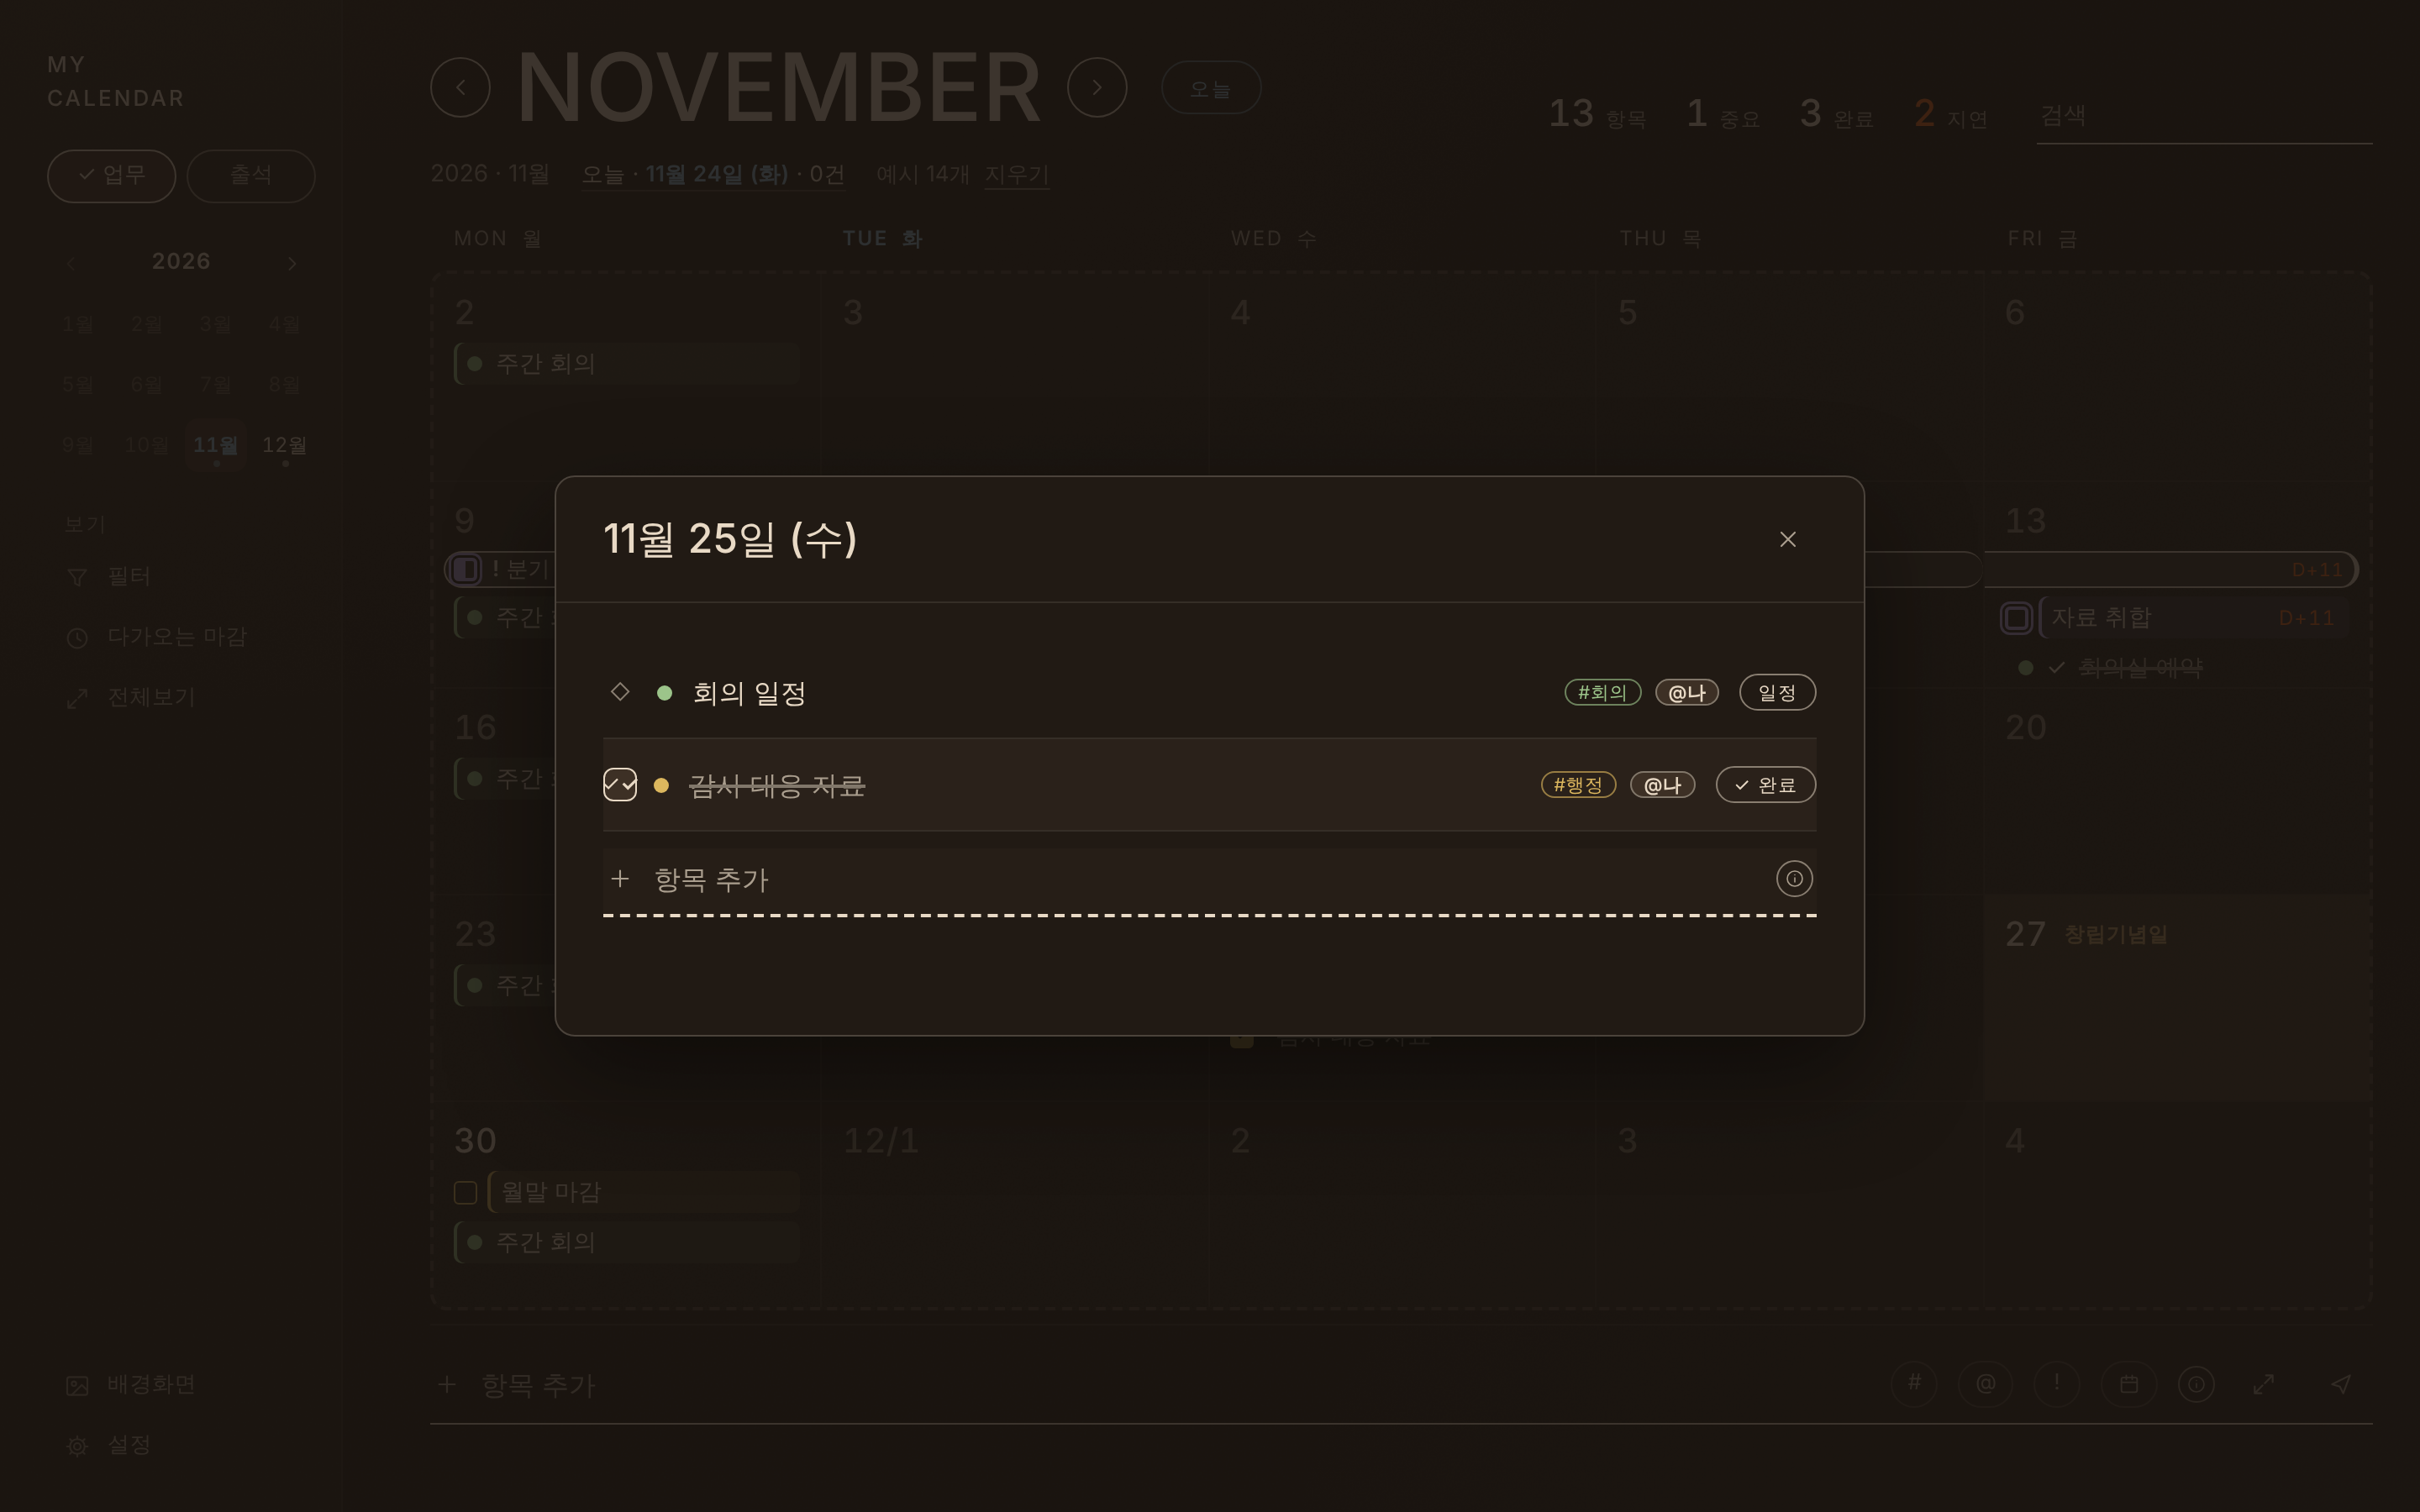 MY
CALENDAR
업무
출석
2026
1월 2월 3월 4월
5월 6월 7월 8월
9월 10월 11월 12월
보기
필터
다가오는 마감
전체보기
배경화면
설정
NOVEMBER
오늘
13 항목 1 중요 3 완료 2 지연
검색
2026 · 11월 오늘 · 11월 24일 (화) · 0건 예시 14개 지우기
MON 월 TUE 화 WED 수 THU 목 FRI 금
2 3 4 5 6
주간 회의
9 13
! 분기 D+11
주간
자료 취합 D+11
회의실 예약
16 20
주간
23 27 창립기념일
주간
11월 25일 (수)
회의 일정 #회의 @나 일정
감사 대응 자료 #행정 @나 완료
항목 추가
감사 대응 자료
30 12/1 2 3 4
월말 마감
주간 회의
항목 추가 # @ !